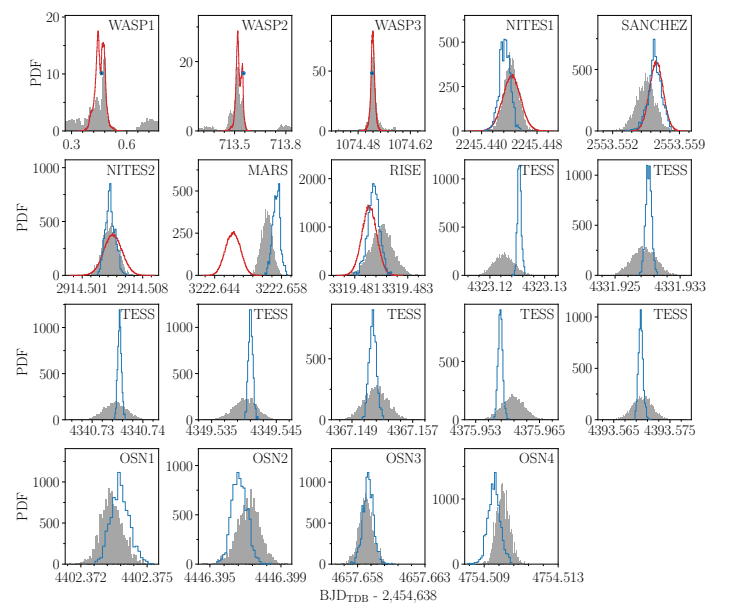 WASP1 WASP2 WASP3 NITES1 SANCHEZ
PDF
20 10 0
20 0
50 0
500 250 0
500 0
0.3 0.6 713.5 713.8 1074.48 1074.62 2245.440 2245.448 2553.552 2553.559
NITES2 MARS RISE TESS TESS
PDF
1000 500 0
500 250 0
2000 1000 0
1000 500 0
1000 500 0
2914.501 2914.508 3222.644 3222.658 3319.481 3319.483 4323.12 4323.13 4331.925 4331.933
TESS TESS TESS TESS TESS
PDF
1000 500 0
1000 500 0
500 0
500 0
1000 500 0
4340.73 4340.74 4349.535 4349.545 4367.149 4367.157 4375.953 4375.965 4393.565 4393.575
OSN1 OSN2 OSN3 OSN4
PDF
1000 500 0
1000 500 0
1000 500 0
1000 0
4402.372 4402.375 4446.395 4446.399 4657.658 4657.663 4754.509 4754.513
BJD_TDB - 2,454,638